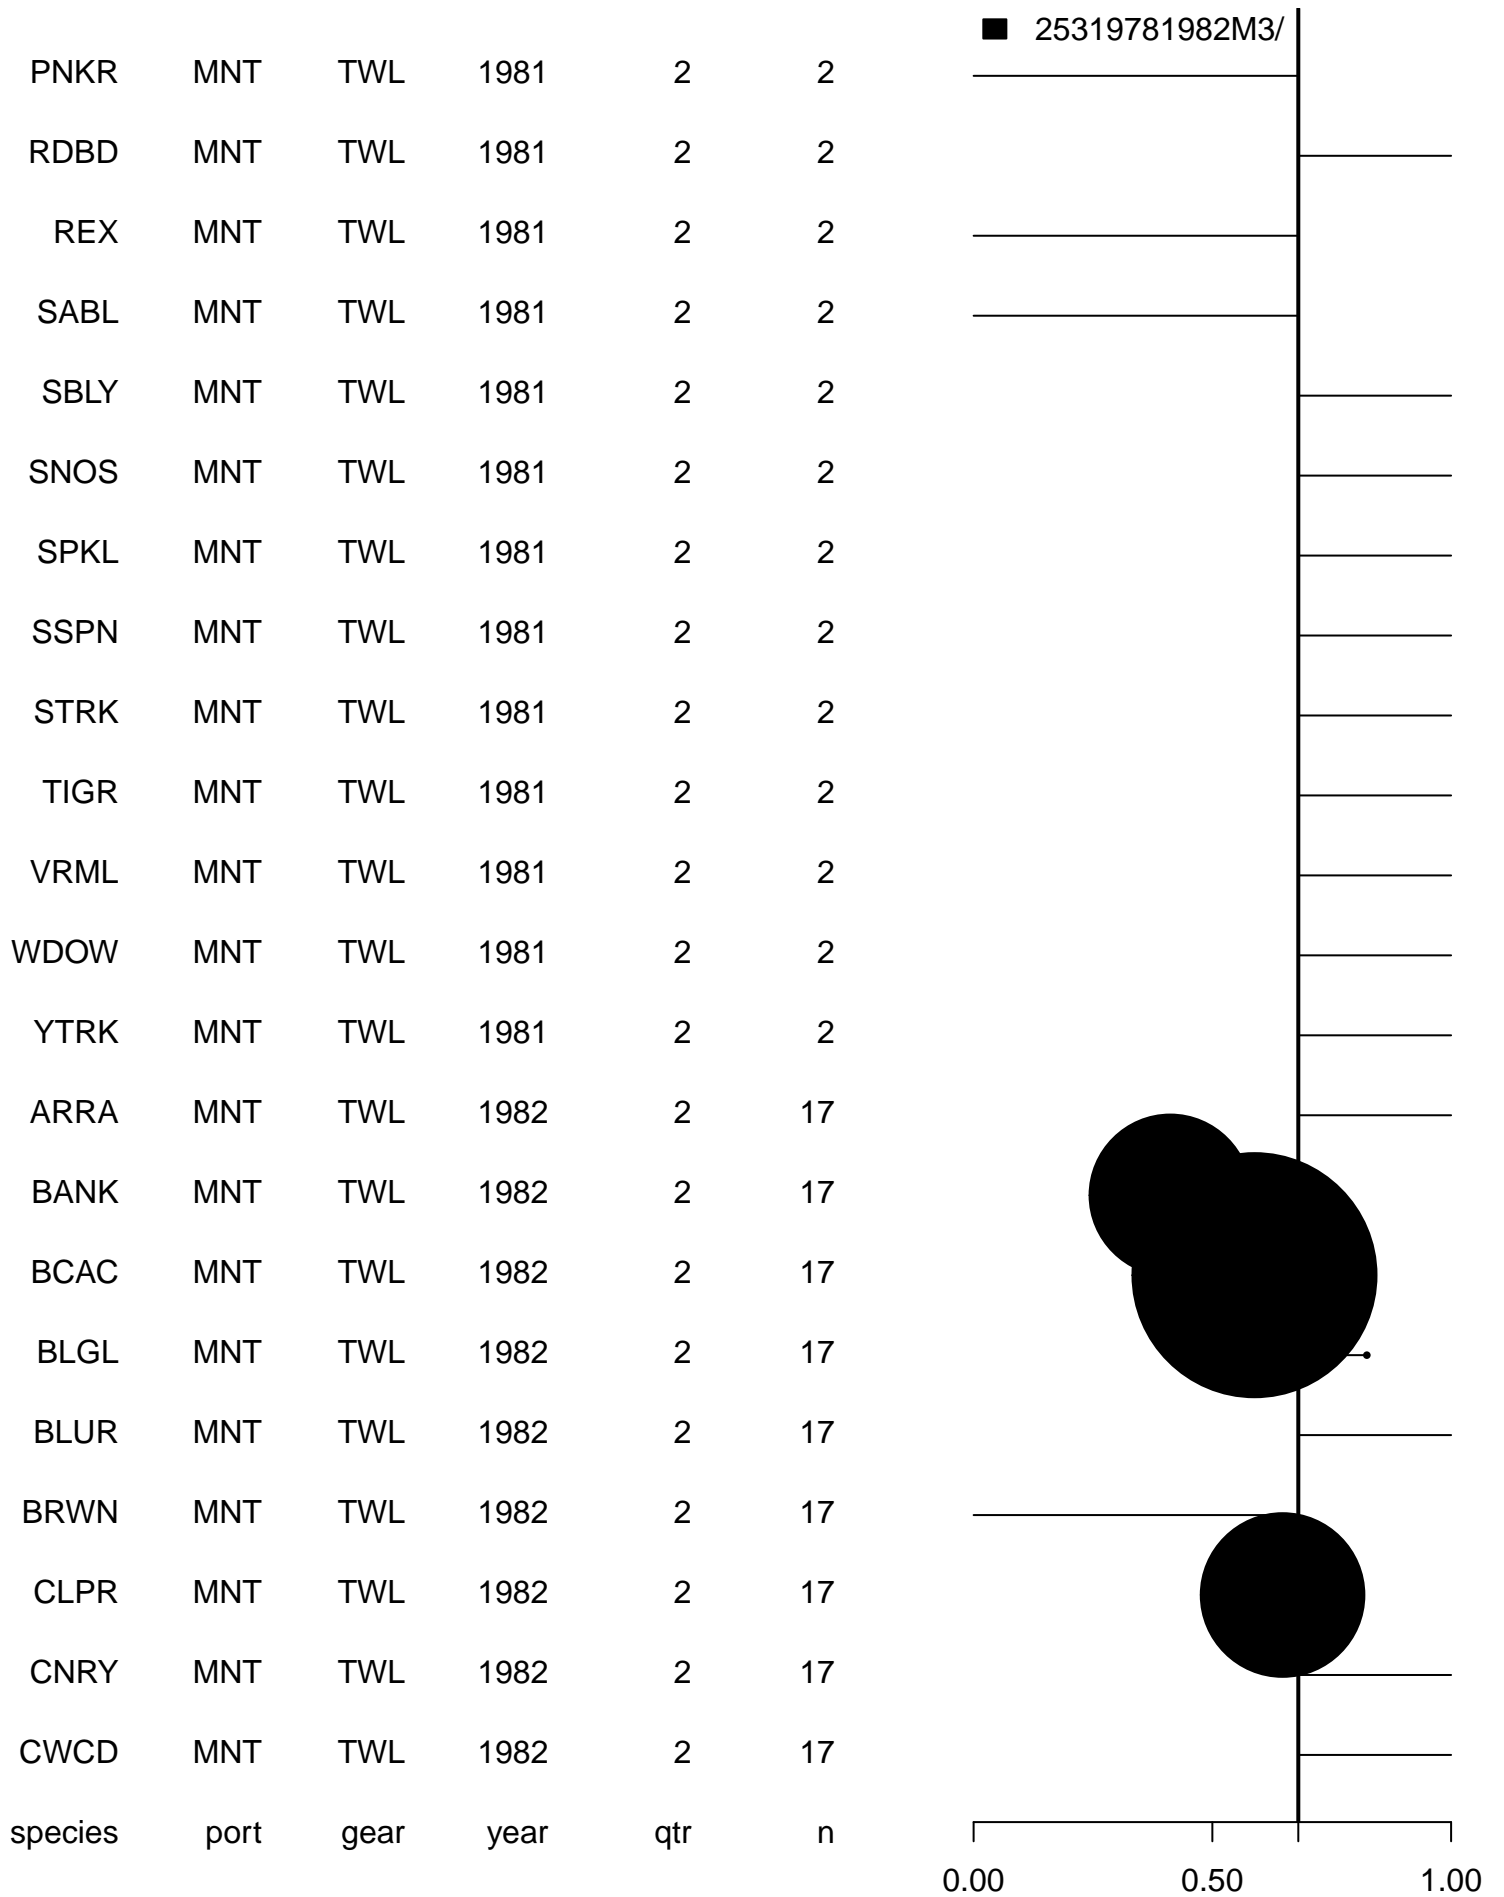 25319781982M3/
PNKR MNT TWL 1981 2 2
RDBD MNT TWL 1981 2 2
REX MNT TWL 1981 2 2
SABL MNT TWL 1981 2 2
SBLY MNT TWL 1981 2 2
SNOS MNT TWL 1981 2 2
SPKL MNT TWL 1981 2 2
SSPN MNT TWL 1981 2 2
STRK MNT TWL 1981 2 2
TIGR MNT TWL 1981 2 2
VRML MNT TWL 1981 2 2
WDOW MNT TWL 1981 2 2
YTRK MNT TWL 1981 2 2
ARRA MNT TWL 1982 2 17
BANK MNT TWL 1982 2 17
BCAC MNT TWL 1982 2 17
BLGL MNT TWL 1982 2 17
BLUR MNT TWL 1982 2 17
BRWN MNT TWL 1982 2 17
CLPR MNT TWL 1982 2 17
CNRY MNT TWL 1982 2 17
CWCD MNT TWL 1982 2 17
species port gear year qtr n
0.00 0.50 1.00